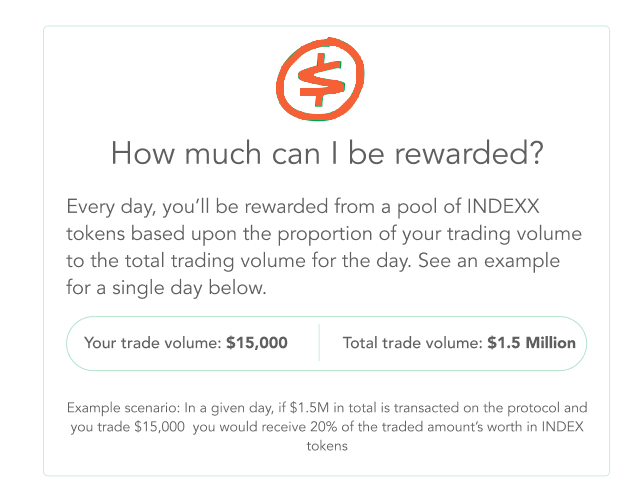 How much can I be rewarded?
Every day, you’ll be rewarded from a pool of INDEXX
tokens based upon the proportion of your trading volume
to the total trading volume for the day. See an example
for a single day below.
Your trade volume: $15,000
Total trade volume: $1.5 Million
Example scenario: In a given day, if $1.5M in total is transacted on the protocol and
you trade $15,000  you would receive 20% of the traded amount’s worth in INDEX
tokens